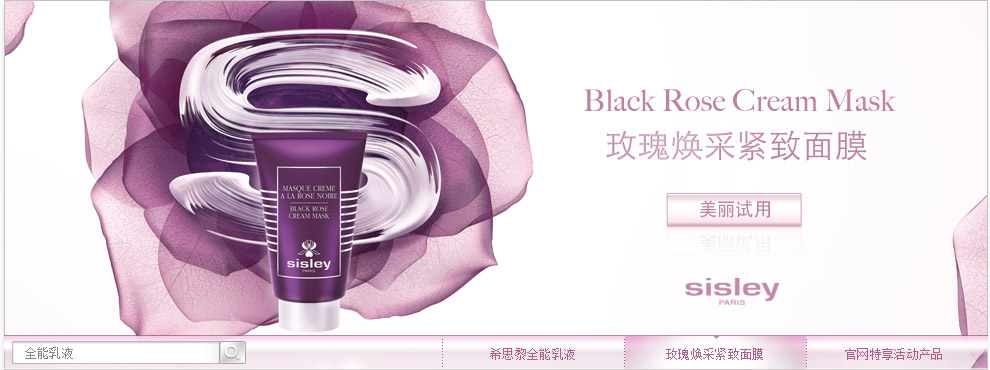 Black Rose Cream Mask
玫瑰焕采紧致面膜
美丽试用
sisley
PARIS
MASQUE CRÈME
A LA ROSE NOIRE
BLACK ROSE
CREAM MASK
sisley
PARIS
全能乳液
希思黎全能乳液
玫瑰焕采紧致面膜
官网特享活动产品